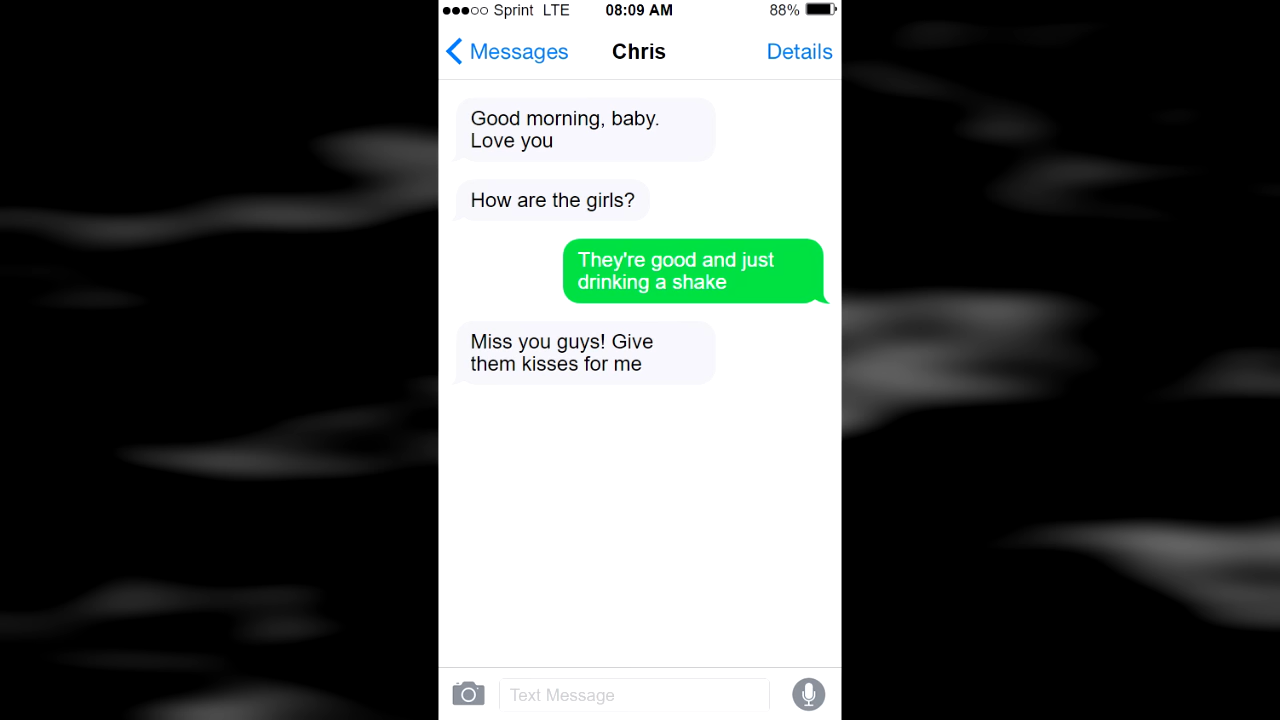 Sprint LTE 08:09 AM 88%
Messages Chris Details
Good morning, baby.
Love you
How are the girls?
They're good and just
drinking a shake
Miss you guys! Give
them kisses for me
Text Message